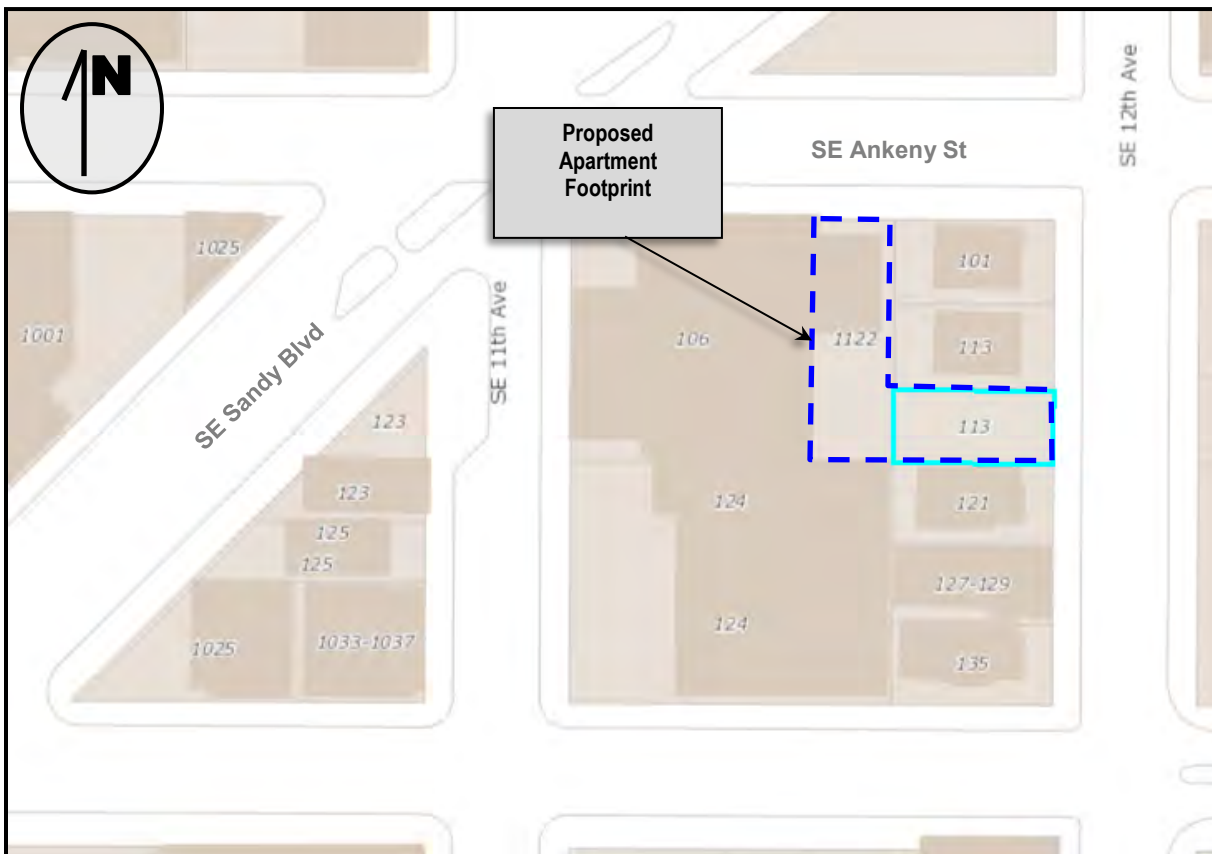 N
Proposed
Apartment
Footprint
SE Ankeny St
SE 12th Ave
1025
101
1001
SE Sandy Blvd
SE 11th Ave
106
1122
113
123
113
123
124
121
125
125
127-129
124
1025
1033-1037
135